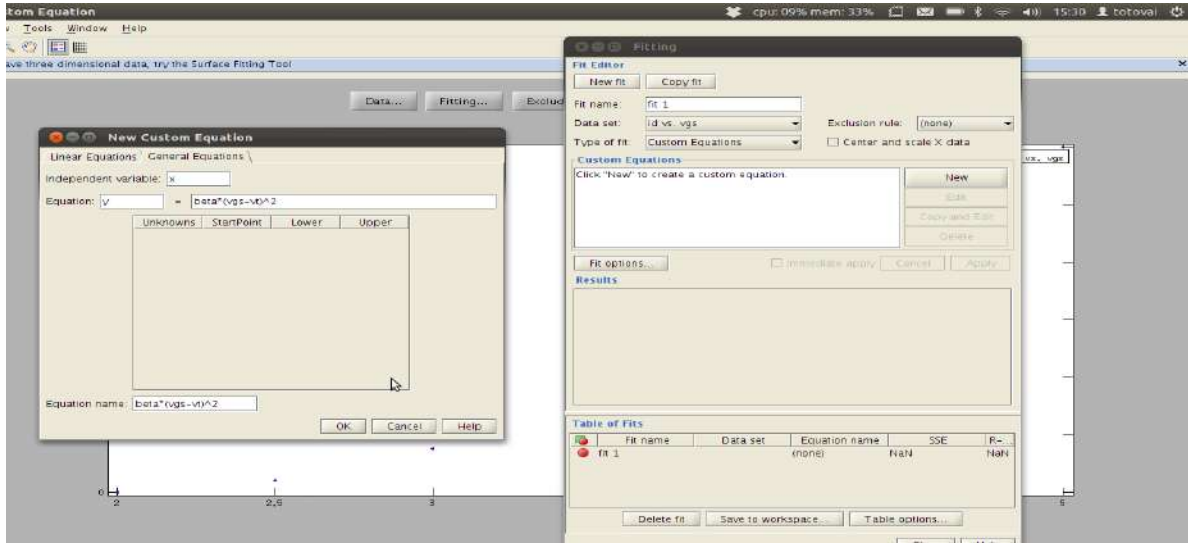 tom Equation
cpu: 09% mem: 33% 15:30 totovai
Tools Window Help
ave three dimensional data, try the Surface Fitting Tool
Data... Fitting... Exclud
New Custom Equation
Linear Equations General Equations
Independent variable: x
Equation: y = beta*(vgs-vt)^2
Unknowns StartPoint Lower Upper
Equation name: beta*(vgs-vt)^2
OK Cancel Help
0
2 2,5 3 5
vs. vgs
Fitting
Fit Editor
New fit Copy fit
Fit name: fit 1
Data set: id vs. vgs Exclusion rule: (none)
Type of fit: Custom Equations Center and scale X data
Custom Equations
Click "New" to create a custom equation.
New
Edit
Copy and Edit
Delete
Fit options... Immediate apply Cancel Apply
Results
Table of Fits
Fit name Data set Equation name SSE R-...
fit 1 (none) NaN NaN
Delete fit Save to workspace... Table options...